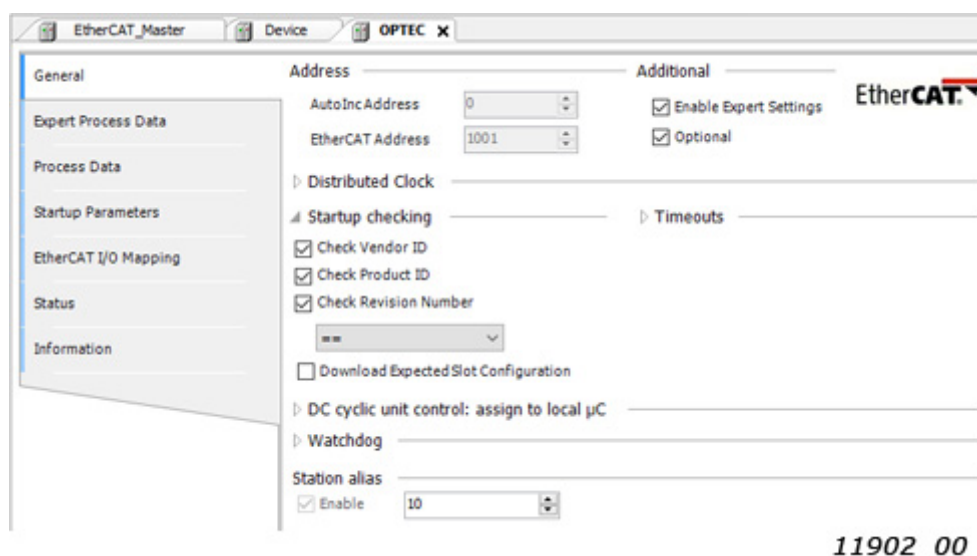 EtherCAT_Master Device OPTEC
General
Expert Process Data
Process Data
Startup Parameters
EtherCAT I/O Mapping
Status
Information
Address
AutoInc Address 0
EtherCAT Address 1001
Additional
Enable Expert Settings
Optional
EtherCAT.
Distributed Clock
Startup checking
Timeouts
Check Vendor ID
Check Product ID
Check Revision Number
==
Download Expected Slot Configuration
DC cyclic unit control: assign to local µC
Watchdog
Station alias
Enable 10
11902_00